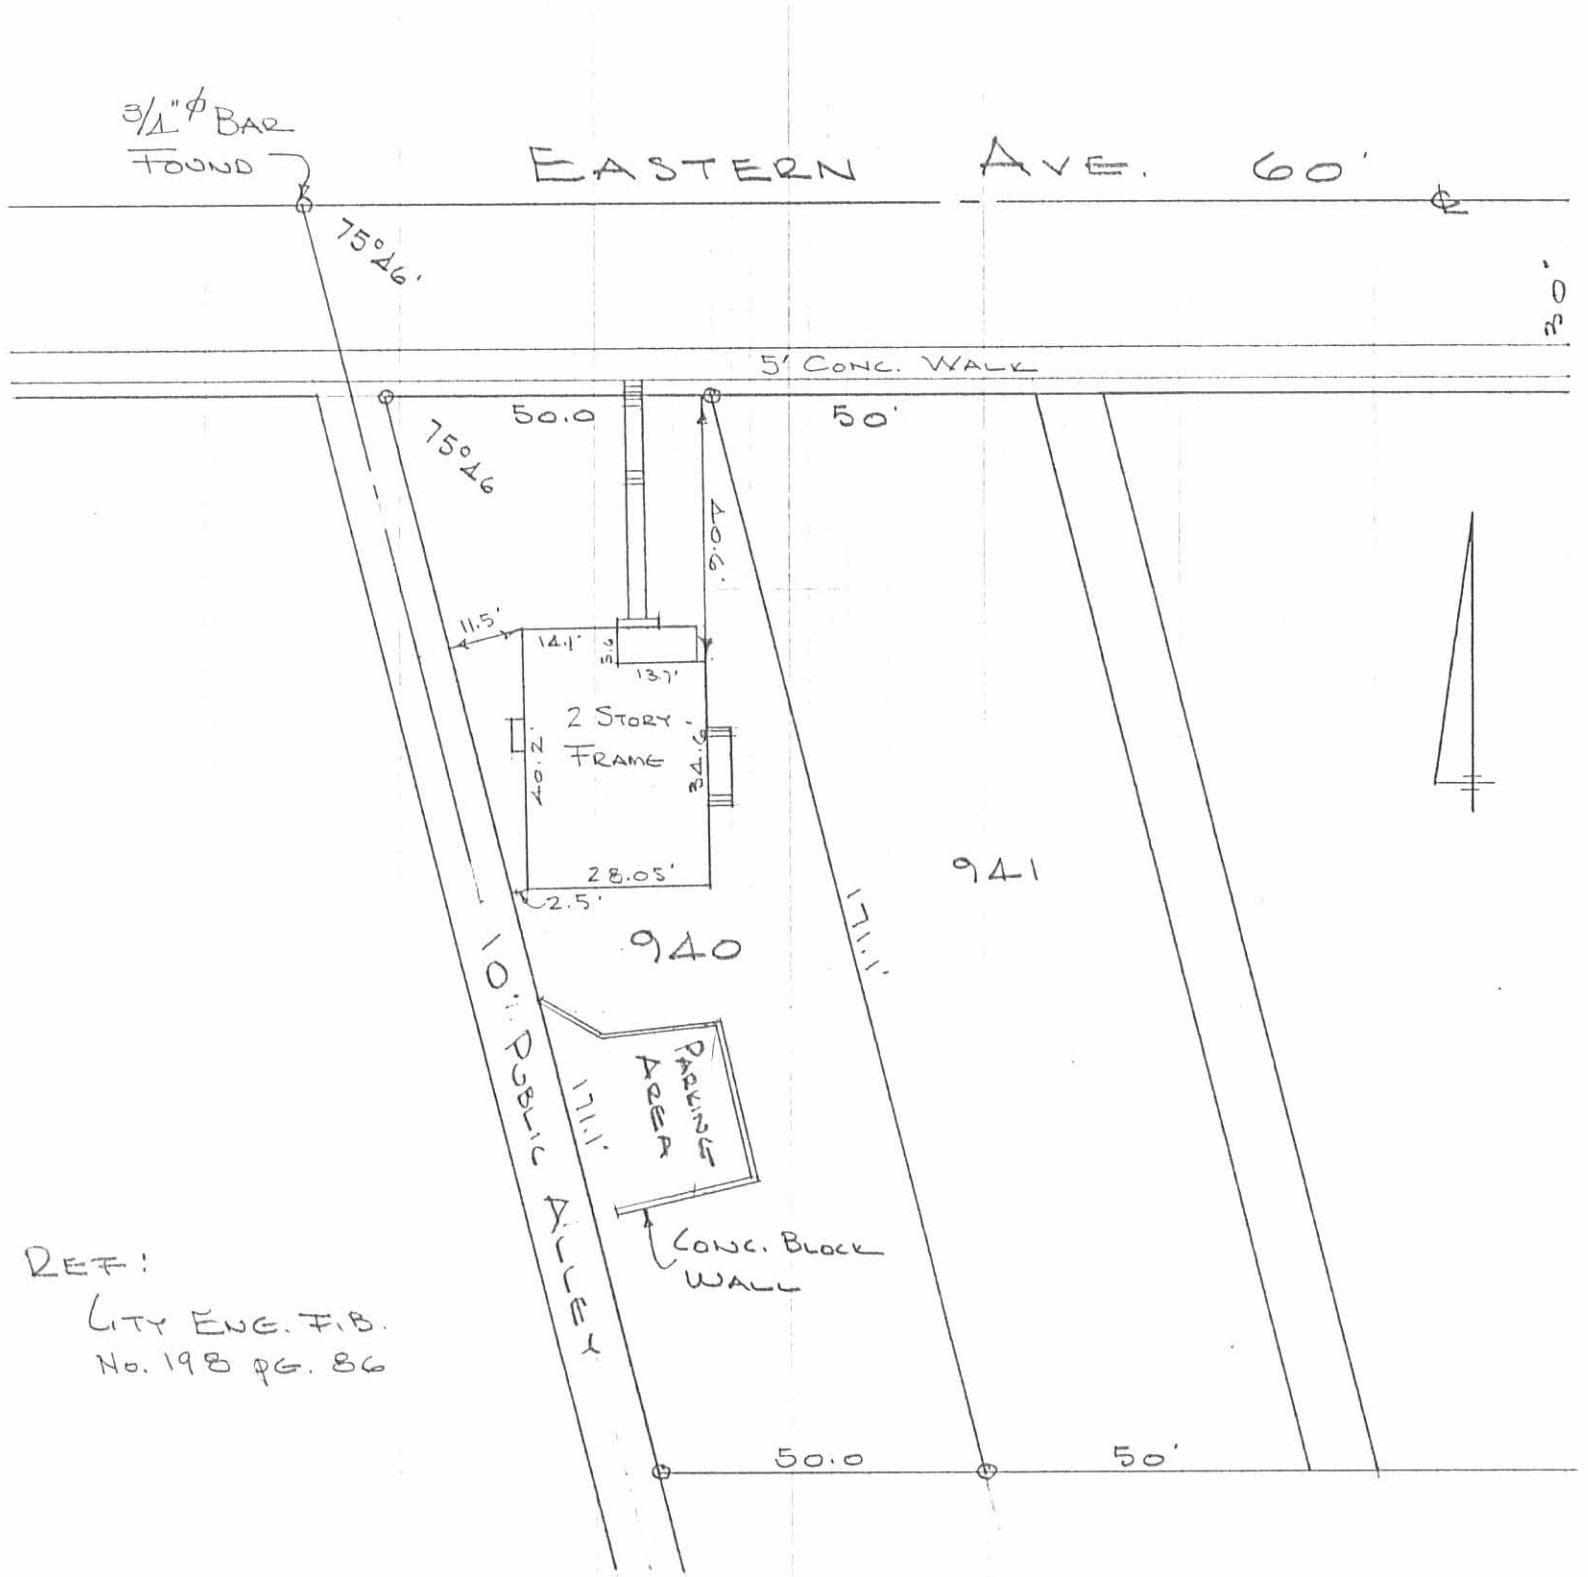 3/4" ⌀ BAR
FOUND
EASTERN AVE. 60'
℄
75°46'
30'
5' CONC. WALK
50.0
50'
75°46
40.9'
11.5'
14.1'
5.6
13.7'
2 STORY
FRAME
40.2'
34.6
28.05'
2.5'
941
940
171.1'
10' PUBLIC ALLEY
171.1'
PARKING
AREA
CONC. BLOCK
WALL
REF:
CITY ENG. F.B.
No. 198 PG. 86
50.0
50'